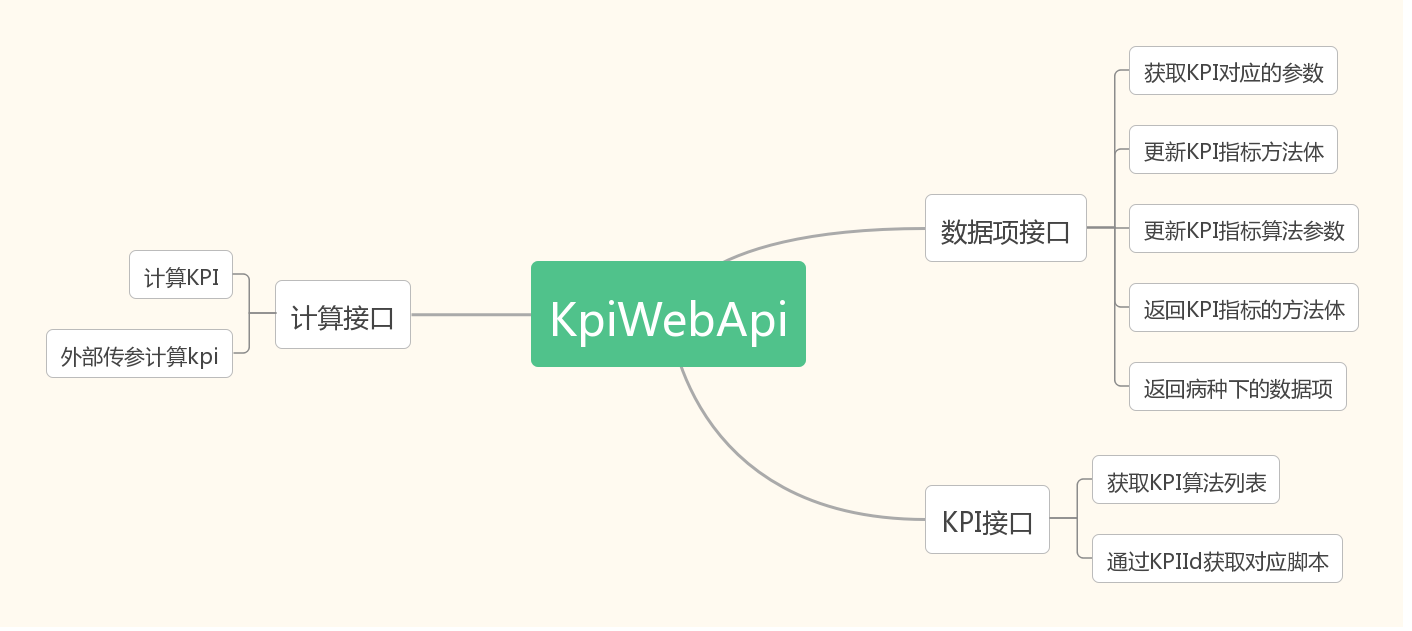 KpiWebApi
数据项接口
获取KPI对应的参数
更新KPI指标方法体
更新KPI指标算法参数
返回KPI指标的方法体
返回病种下的数据项
KPI接口
获取KPI算法列表
通过KPIId获取对应脚本
计算接口
计算KPI
外部传参计算kpi